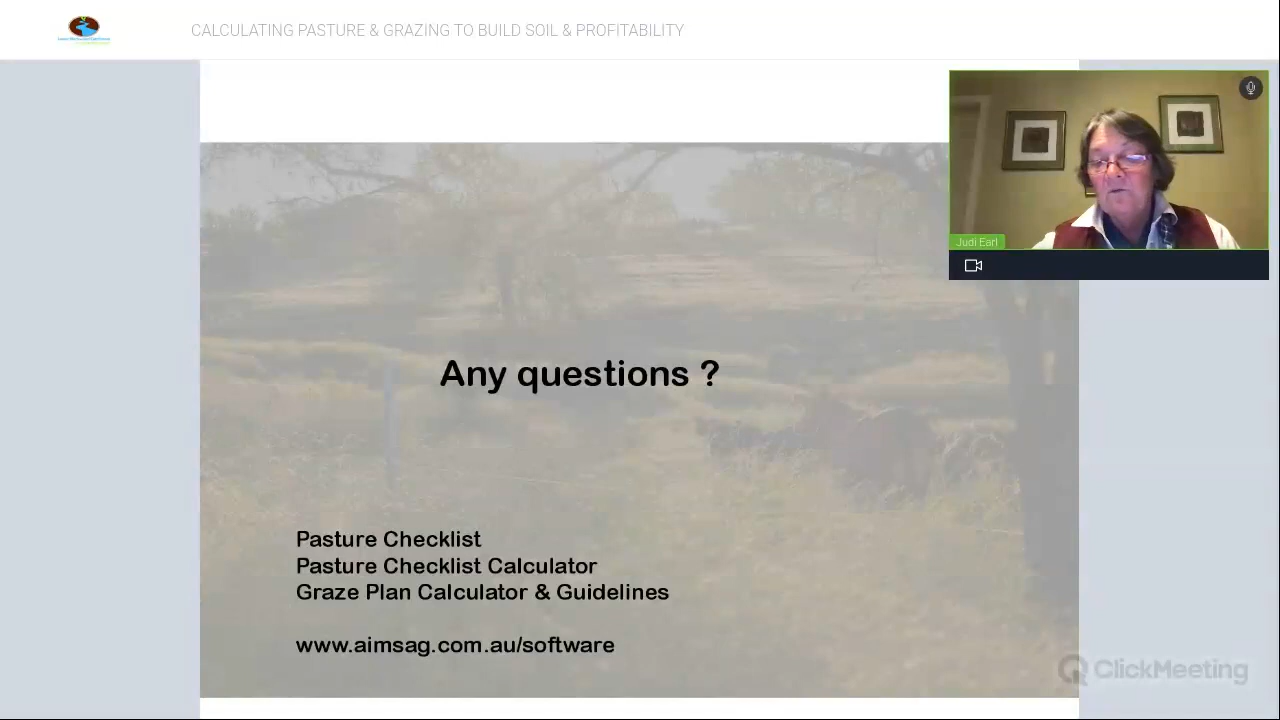 CALCULATING PASTURE & GRAZING TO BUILD SOIL & PROFITABILITY
Judi Earl
Any questions ?
Pasture Checklist
Pasture Checklist Calculator
Graze Plan Calculator & Guidelines
www.aimsag.com.au/software
ClickMeeting